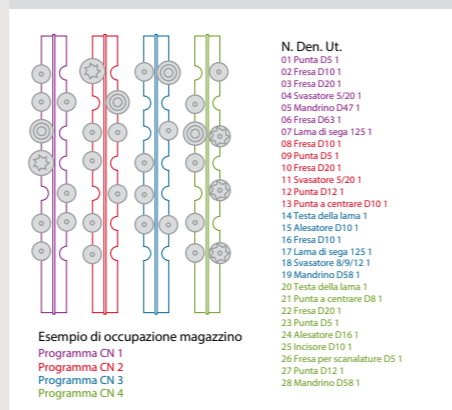 N. Den. Ut.
01 Punta D5 1
02 Fresa D10 1
03 Fresa D20 1
04 Svasatore 5/20 1
05 Mandrino D47 1
06 Fresa D63 1
07 Lama di sega 125 1
08 Fresa D10 1
09 Punta D5 1
10 Fresa D20 1
11 Svasatore 5/20 1
12 Punta D12 1
13 Punta a centrare D10 1
14 Testa della lama 1
15 Alesatore D10 1
16 Fresa D10 1
17 Lama di sega 125 1
18 Svasatore 8/9/12 1
19 Mandrino D58 1
20 Testa della lama 1
21 Punta a centrare D8 1
22 Fresa D20 1
23 Punta D5 1
24 Alesatore D16 1
25 Incisore D10 1
26 Fresa per scanalature D5 1
27 Punta D12 1
28 Mandrino D58 1
Esempio di occupazione magazzino
Programma CN 1
Programma CN 2
Programma CN 3
Programma CN 4